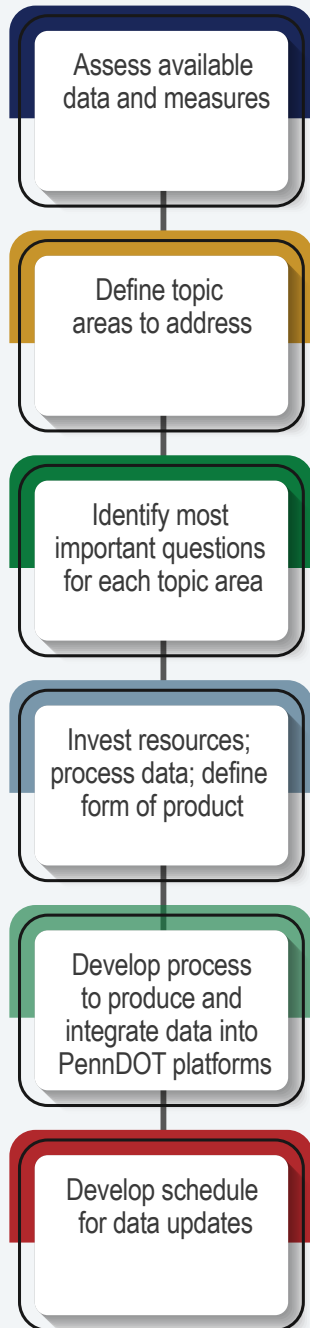 Assess available
data and measures
Define topic
areas to address
Identify most
important questions
for each topic area
Invest resources;
process data; define
form of product
Develop process
to produce and
integrate data into
PennDOT platforms
Develop schedule
for data updates